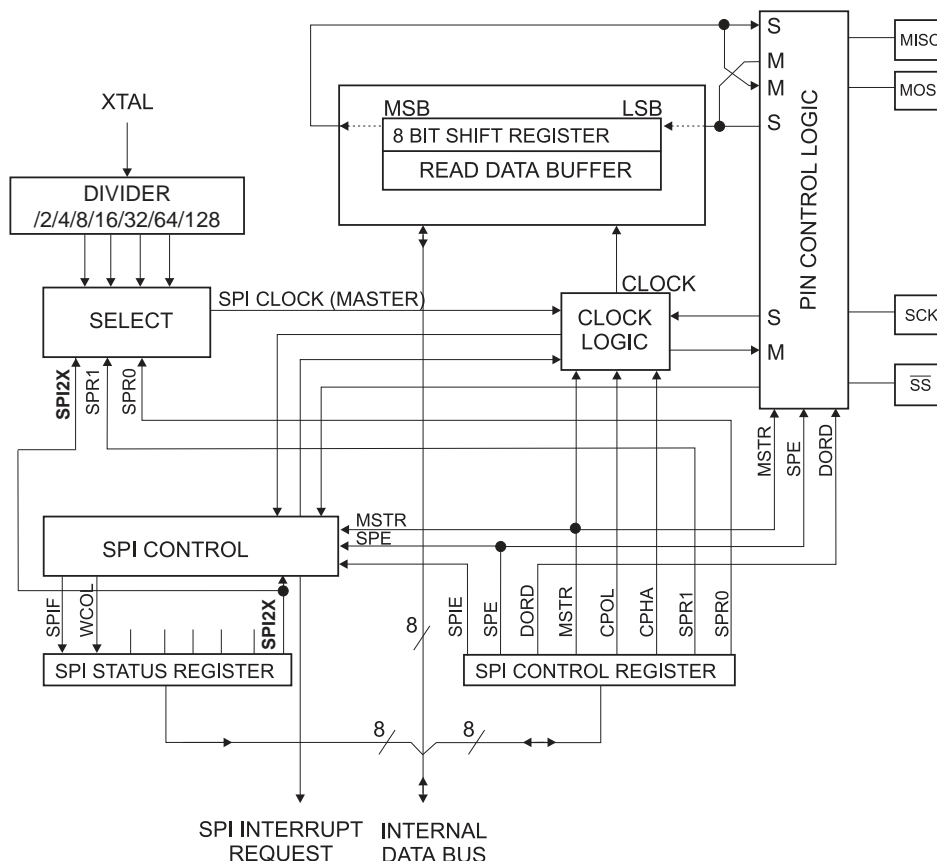 S
MISO
M
XTAL
MSB
LSB
M
MOSI
8 BIT SHIFT REGISTER
S
READ DATA BUFFER
DIVIDER
/2/4/8/16/32/64/128
PIN CONTROL LOGIC
SPI CLOCK (MASTER)
CLOCK
SELECT
CLOCK
LOGIC
S
SCK
M
SPI2X
SPR1
SPR0
SS
MSTR
SPE
DORD
MSTR
SPE
SPI CONTROL
SPIF
WCOL
SPI2X
8
SPIE
SPE
DORD
MSTR
CPOL
CPHA
SPR1
SPR0
SPI STATUS REGISTER
SPI CONTROL REGISTER
8
8
SPI INTERRUPT
REQUEST
INTERNAL
DATA BUS